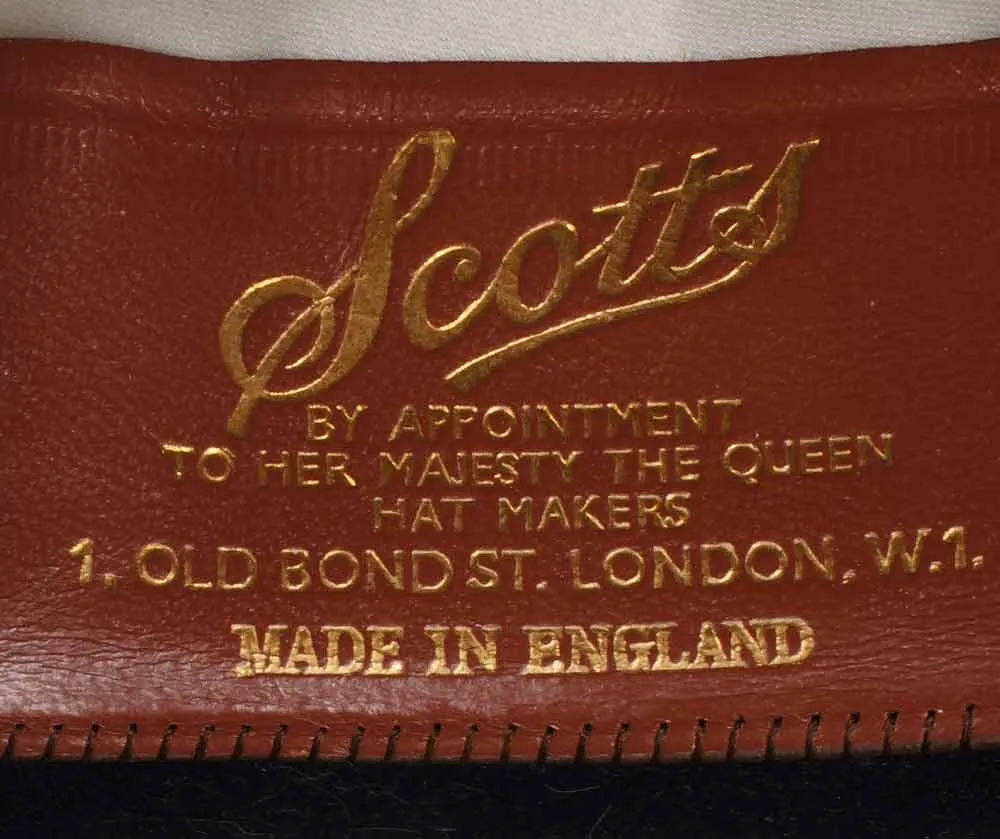 Scotts
BY APPOINTMENT
TO HER MAJESTY THE QUEEN
HAT MAKERS
1, OLD BOND ST. LONDON, W.1.
MADE IN ENGLAND